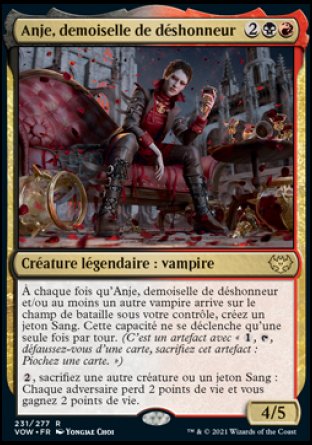 Anje, demoiselle de déshonneur 2
Créature légendaire : vampire
À chaque fois qu'Anje, demoiselle de déshonneur
et/ou au moins un autre vampire arrive sur le
champ de bataille sous votre contrôle, créez un
jeton Sang. Cette capacité ne se déclenche qu'une
seule fois par tour. (C'est un artefact avec « 1, ,
défaussez-vous d'une carte, sacrifiez cet artefact :
Piochez une carte. »)
2, sacrifiez une autre créature ou un jeton Sang :
Chaque adversaire perd 2 points de vie et vous
gagnez 2 points de vie.
4/5
231/277 R
VOW • FR Yongjae Choi
™ & © 2021 Wizards of the Coast